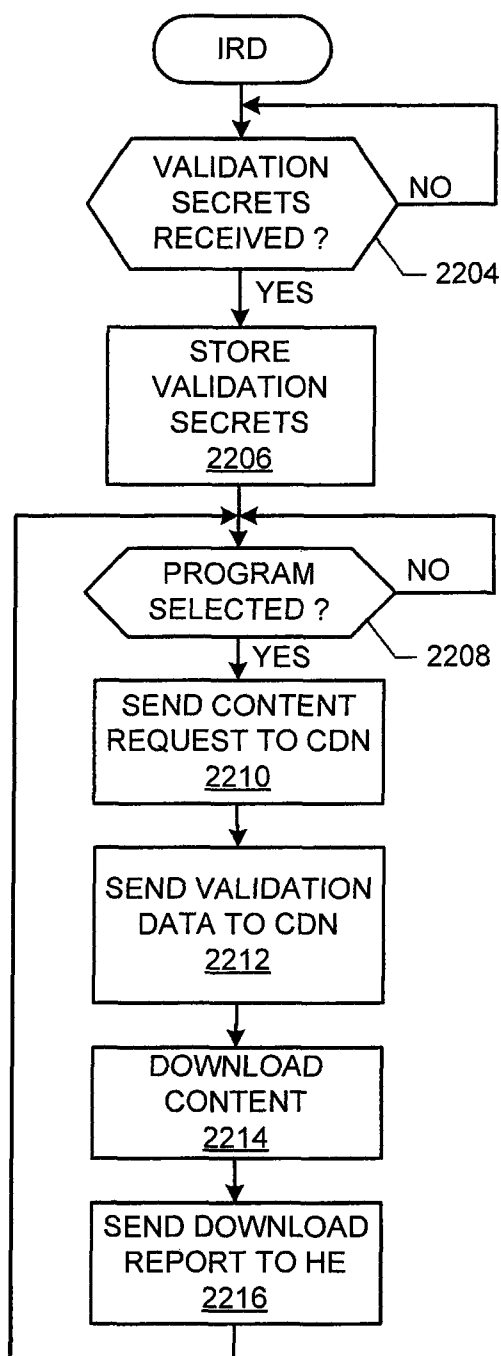 IRD
VALIDATION
SECRETS
RECEIVED ?
NO
2204
YES
STORE
VALIDATION
SECRETS
2206
PROGRAM
SELECTED ?
NO
2208
YES
SEND CONTENT
REQUEST TO CDN
2210
SEND VALIDATION
DATA TO CDN
2212
DOWNLOAD
CONTENT
2214
SEND DOWNLOAD
REPORT TO HE
2216